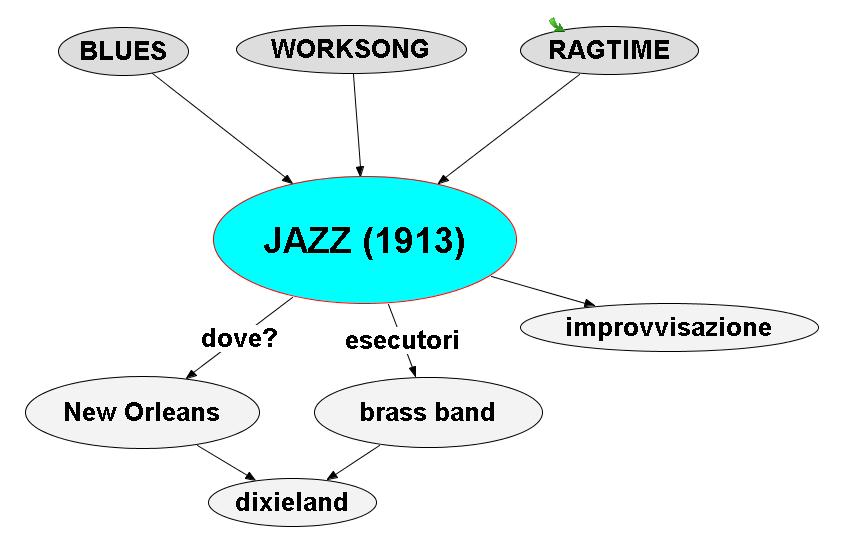 BLUES
WORKSONG
RAGTIME
JAZZ (1913)
improvvisazione
dove?
esecutori
New Orleans
brass band
dixieland